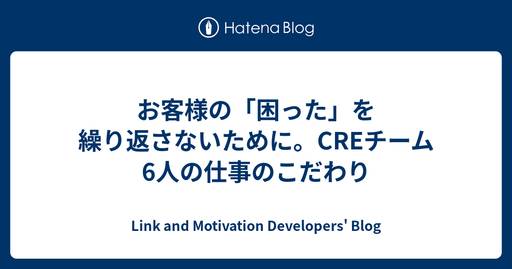 Hatena Blog
お客様の「困った」を
繰り返さないために。CREチーム
6人の仕事のこだわり
Link and Motivation Developers' Blog